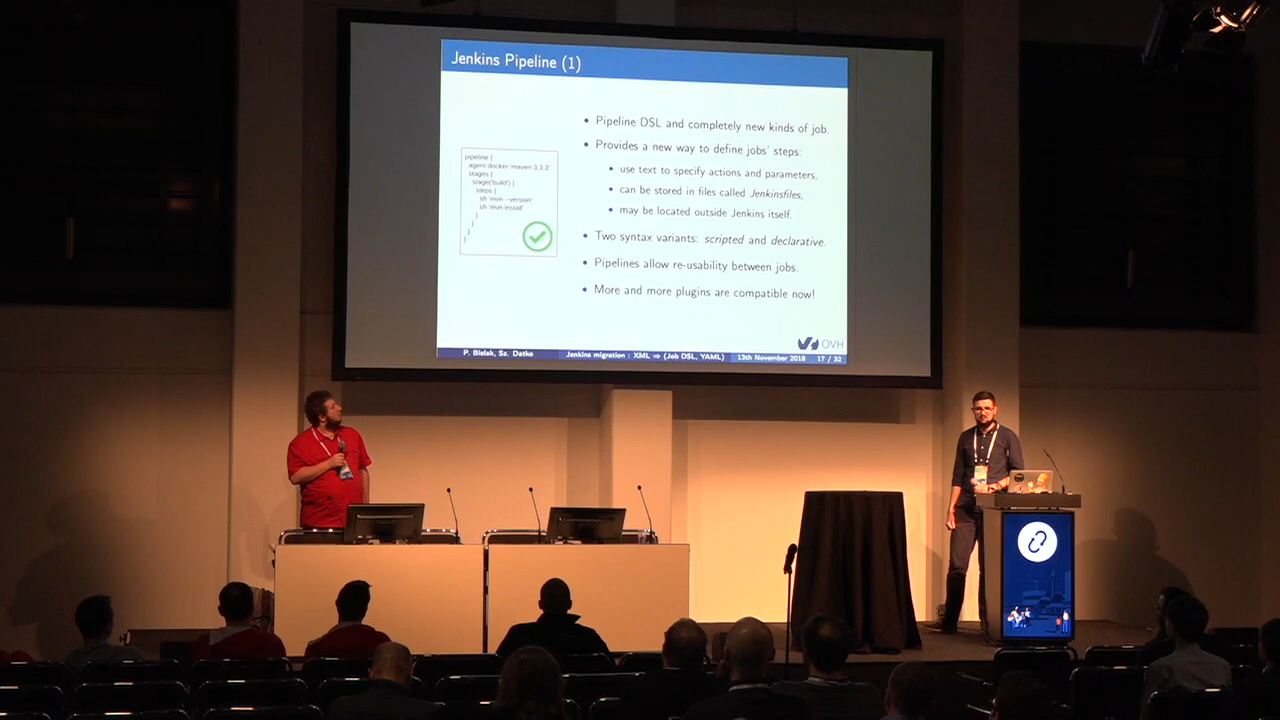 Jenkins Pipeline (1)
pipeline {
agent docker:'maven:3.3.3'
stages {
stage('build') {
steps {
sh 'mvn --version'
sh 'mvn install'
}
}
}
}
• Pipeline DSL and completely new kinds of job.
• Provides a new way to define jobs' steps:
• use text to specify actions and parameters,
• can be stored in files called Jenkinsfiles,
• may be located outside Jenkins itself.
• Two syntax variants: scripted and declarative.
• Pipelines allow re-usability between jobs.
• More and more plugins are compatible now!
OVH
P. Bielak, Sz. Datko Jenkins migration : XML ⇒ (Job DSL, YAML) 13th November 2018 17 / 32